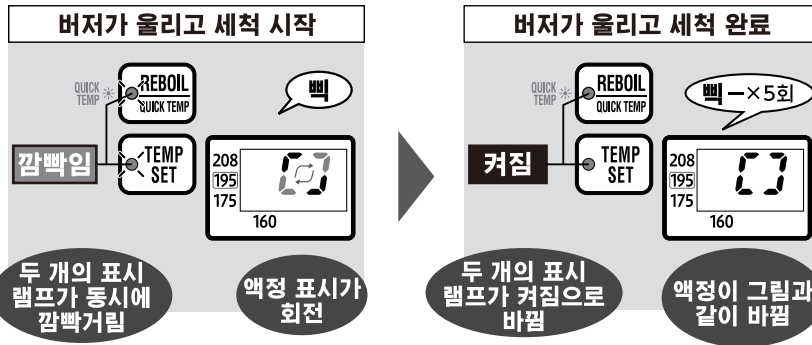 버저가 울리고 세척 시작
QUICK
TEMP
REBOIL
QUICK TEMP
삑
깜빡임
TEMP
SET
208
195
175
160
두 개의 표시
램프가 동시에
깜빡거림
액정 표시가
회전
버저가 울리고 세척 완료
QUICK
TEMP
REBOIL
QUICK TEMP
삑 ー×5회
켜짐
TEMP
SET
208
195
175
160
두 개의 표시
램프가 켜짐으로
바뀜
액정이 그림과
같이 바뀜